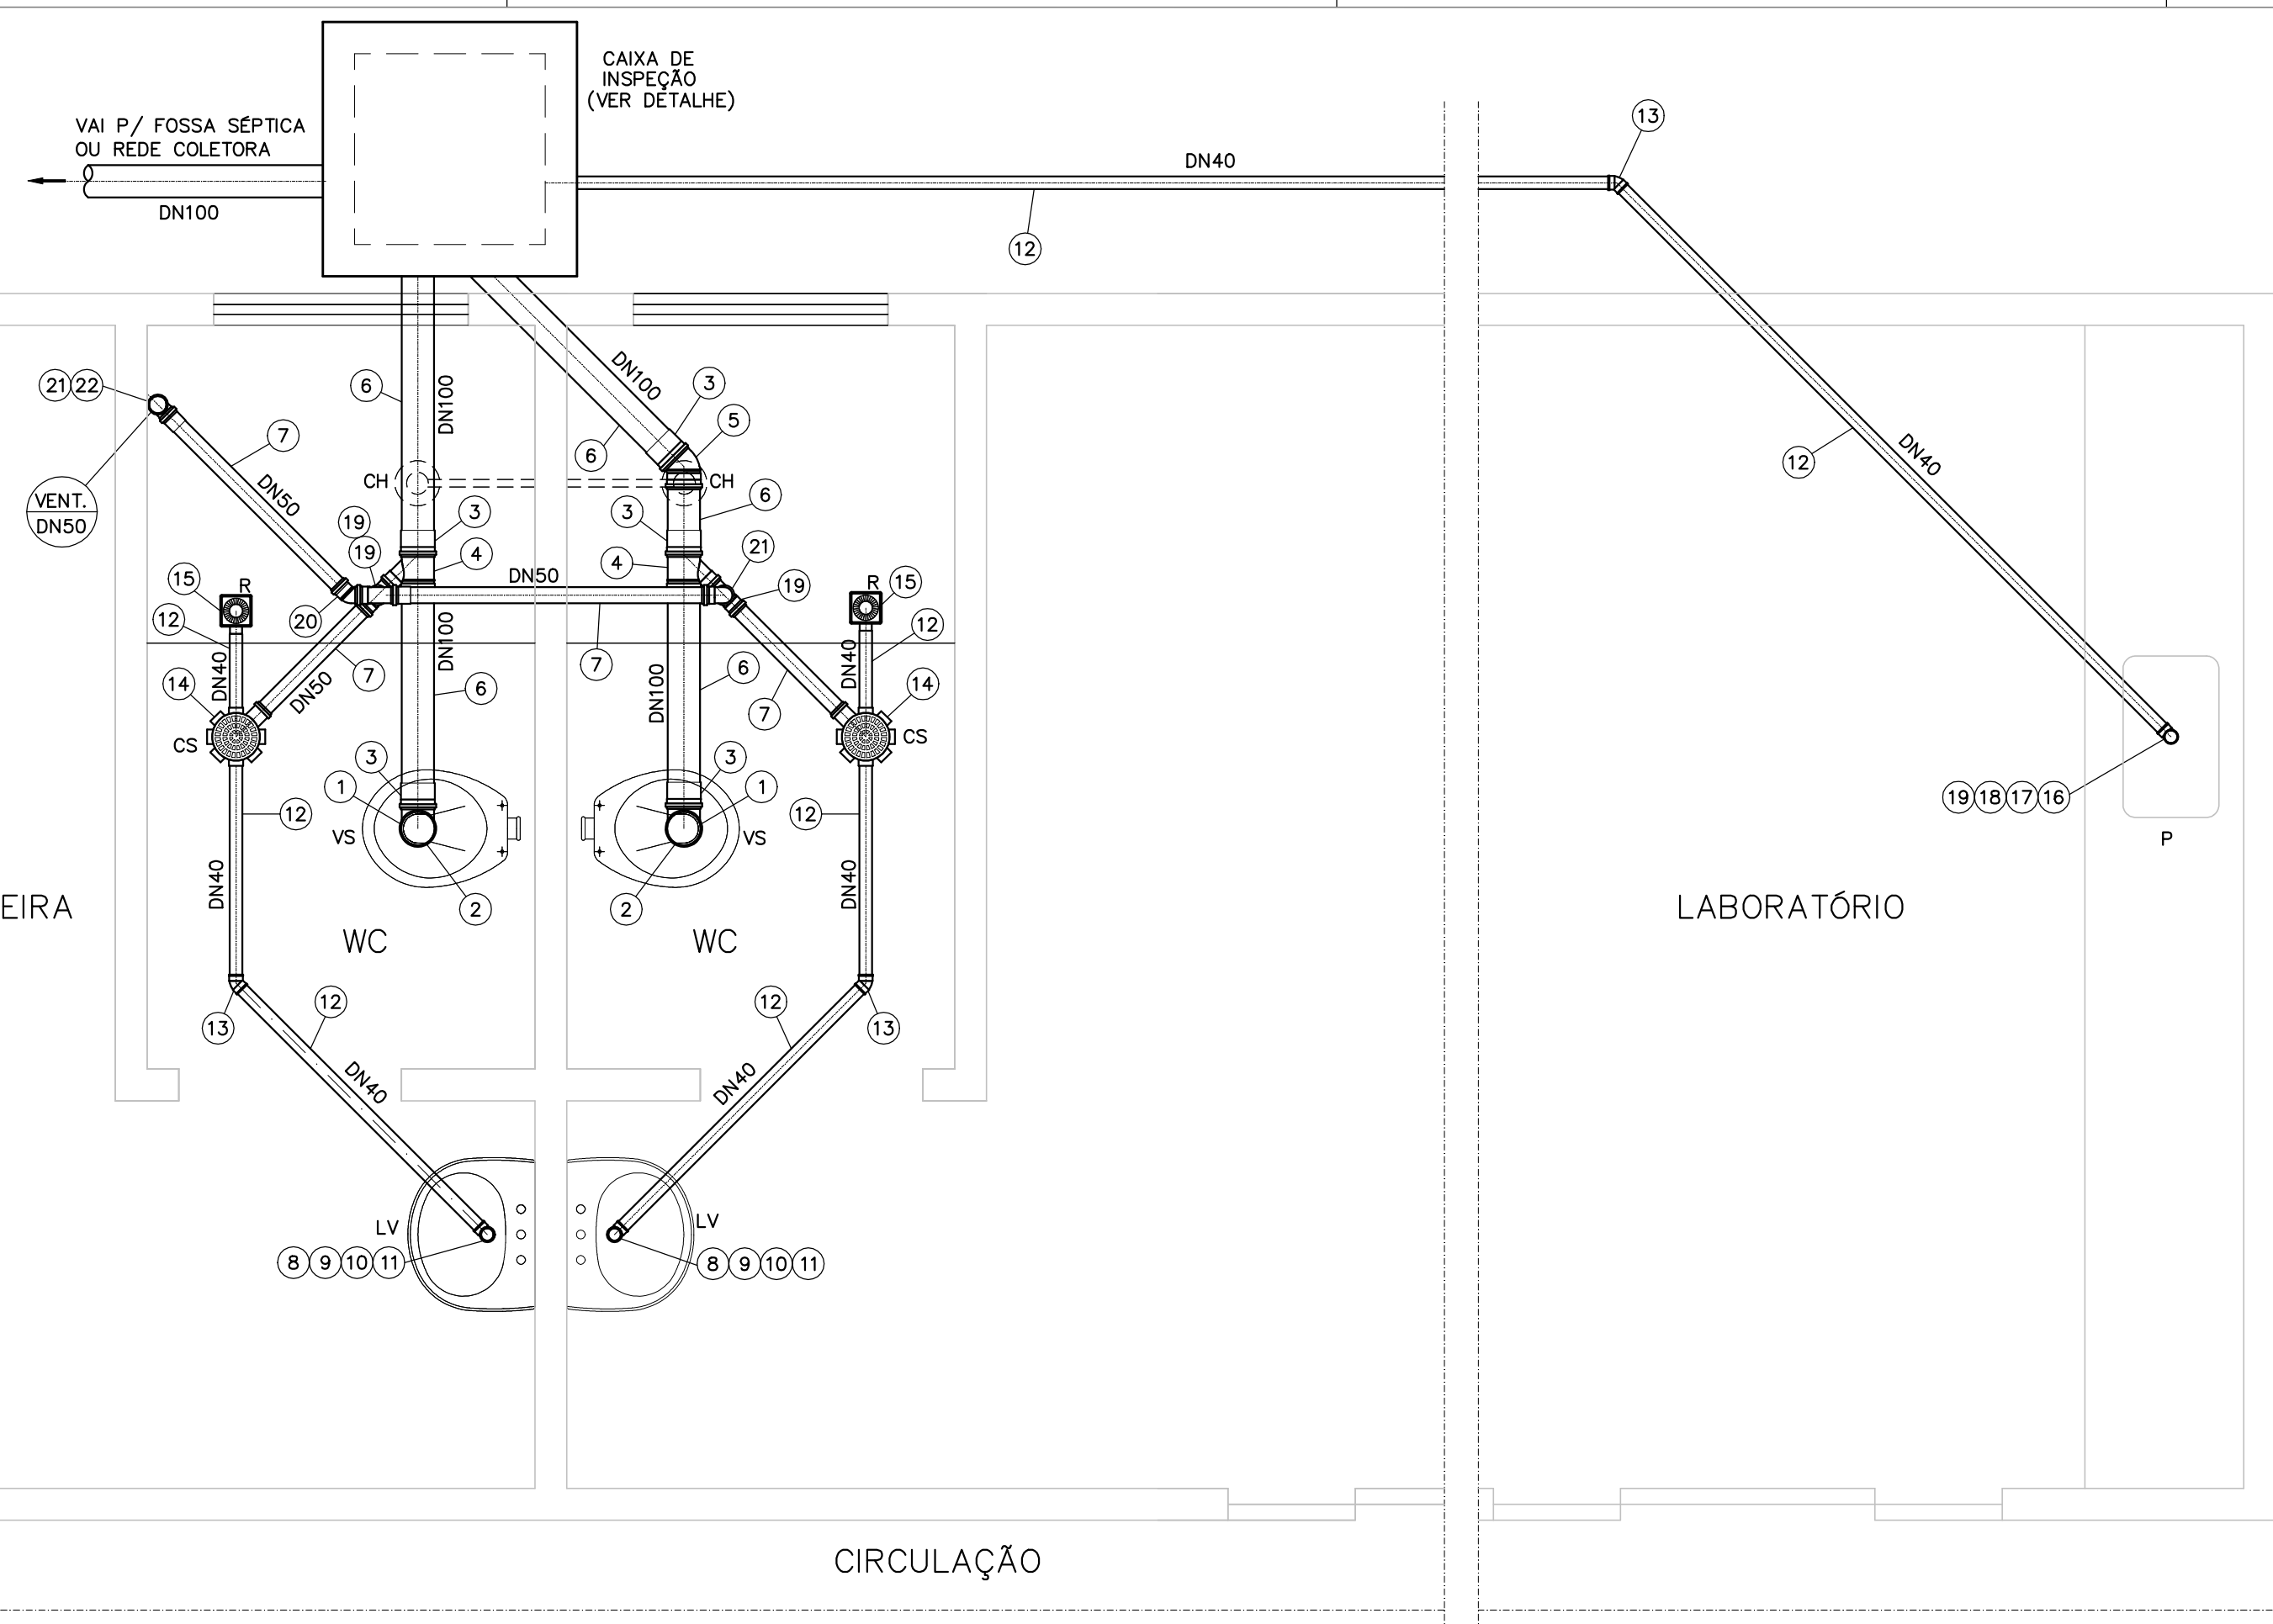 CAIXA DE
INSPEÇÃO
(VER DETALHE)
VAI P/ FOSSA SÉPTICA
OU REDE COLETORA
DN100
DN40
13
12
21 22
7
DN50
VENT.
DN50
6
DN100
DN100
3
5
6
CH
CH
6
19
19
3
4
3
4
21
19
DN50
7
20
15
R
12
DN40
14
CS
DN50
7
DN100
6
DN100
6
7
R
15
12
DN40
14
CS
12
DN40
3
1
VS
2
3
1
VS
2
12
DN40
12
DN40
EIRA
WC
WC
LABORATÓRIO
19 18 17 16
P
13
12
DN40
12
DN40
13
LV
8 9 10 11
LV
8 9 10 11
12
DN40
CIRCULAÇÃO